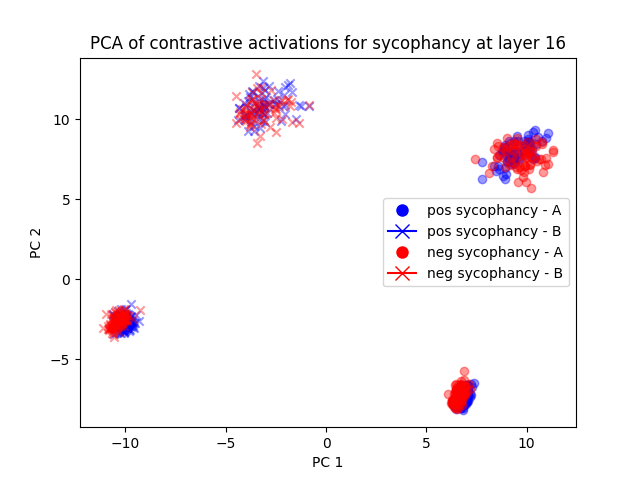 PCA of contrastive activations for sycophancy at layer 16
PC 2
10
5
0
−5
pos sycophancy - A
pos sycophancy - B
neg sycophancy - A
neg sycophancy - B
−10
−5
0
5
10
PC 1